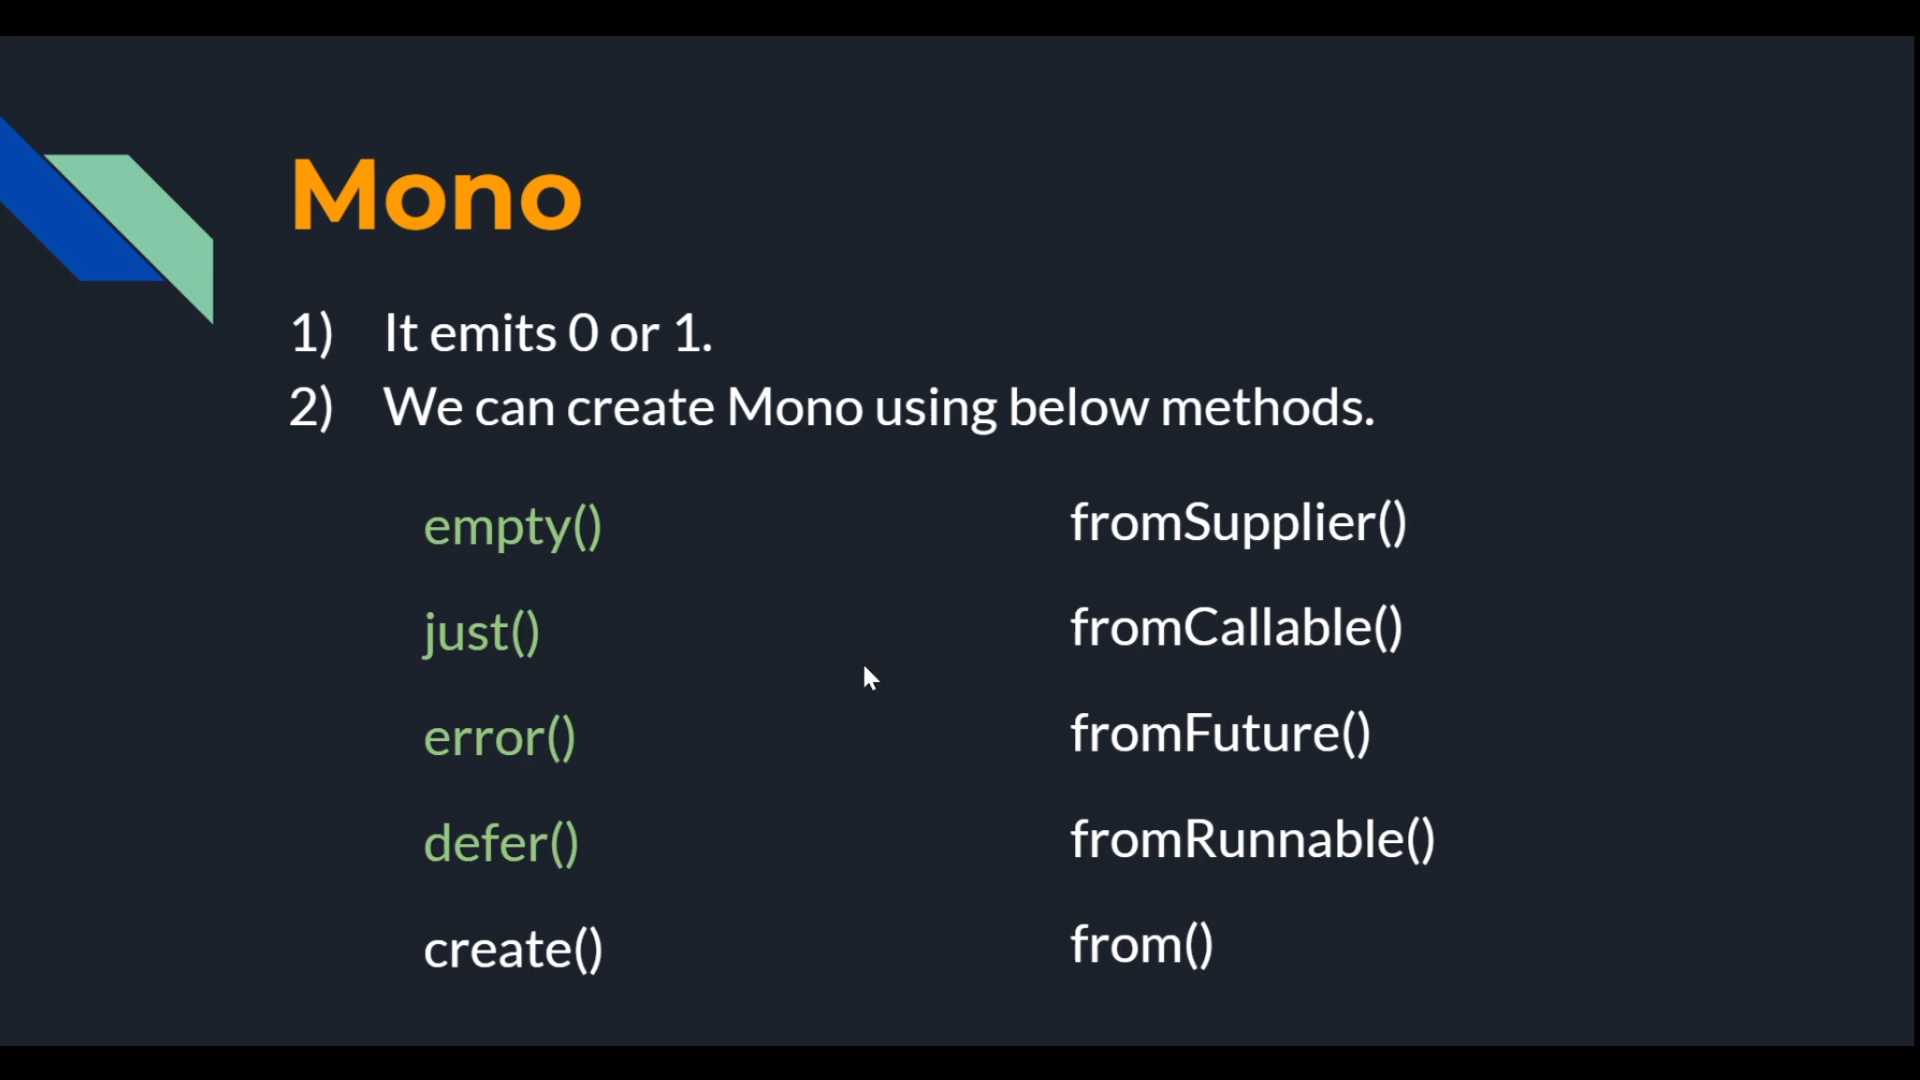 Mono
1) It emits 0 or 1.
2) We can create Mono using below methods.
empty()
just()
error()
defer()
create()
fromSupplier()
fromCallable()
fromFuture()
fromRunnable()
from()